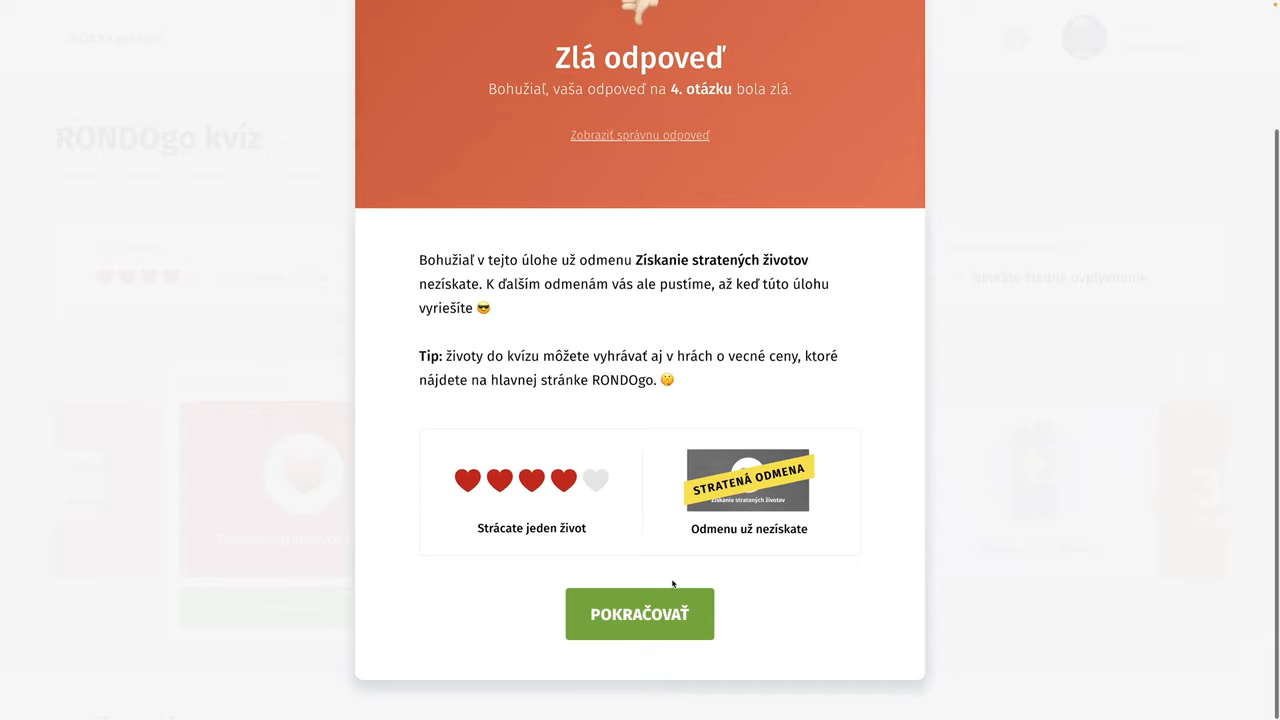 RONDOgo kvíz
Zlá odpoveď
Bohužiaľ, vaša odpoveď na 4. otázku bola zlá.
Zobraziť správnu odpoveď
Bohužiaľ v tejto úlohe už odmenu Získanie stratených životov
nezískate. K ďalším odmenám vás ale pustíme, až keď túto úlohu
vyriešíte 😎
Tip: životy do kvízu môžete vyhrávať aj v hrách o vecné ceny, ktoré
nájdete na hlavnej stránke RONDOgo. 🤫
STRATENÁ ODMENA
Získanie stratených životov
Strácate jeden život
Odmenu už nezískate
POKRAČOVAŤ